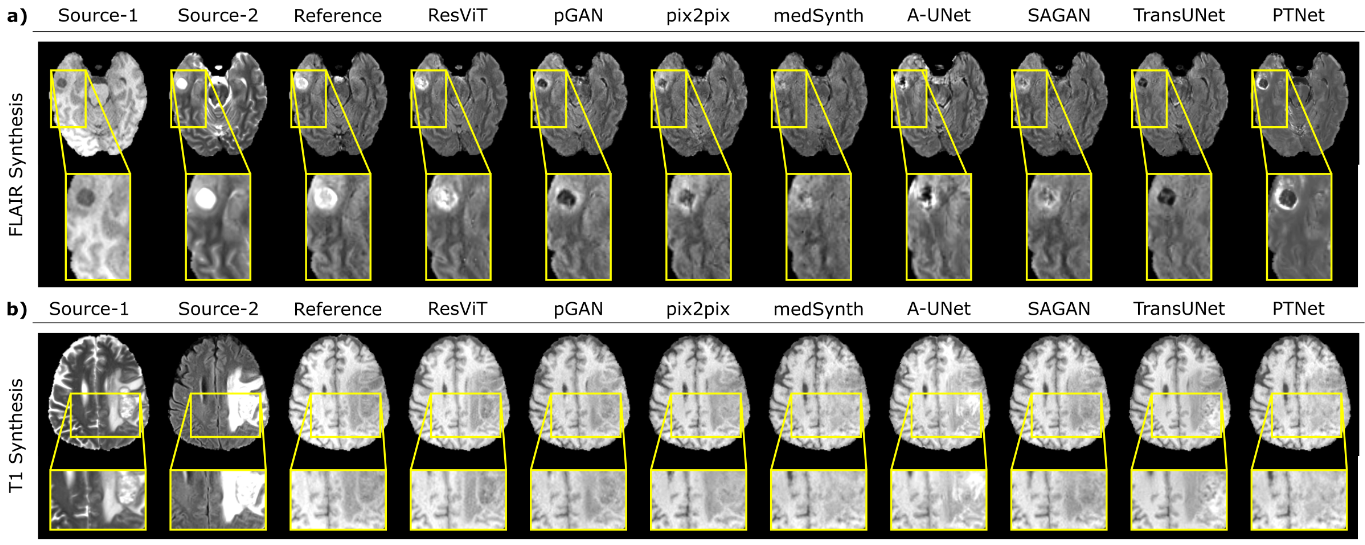 a) Source-1 Source-2 Reference ResViT pGAN pix2pix medSynth A-UNet SAGAN TransUNet PTNet
FLAIR Synthesis
b) Source-1 Source-2 Reference ResViT pGAN pix2pix medSynth A-UNet SAGAN TransUNet PTNet
T1 Synthesis